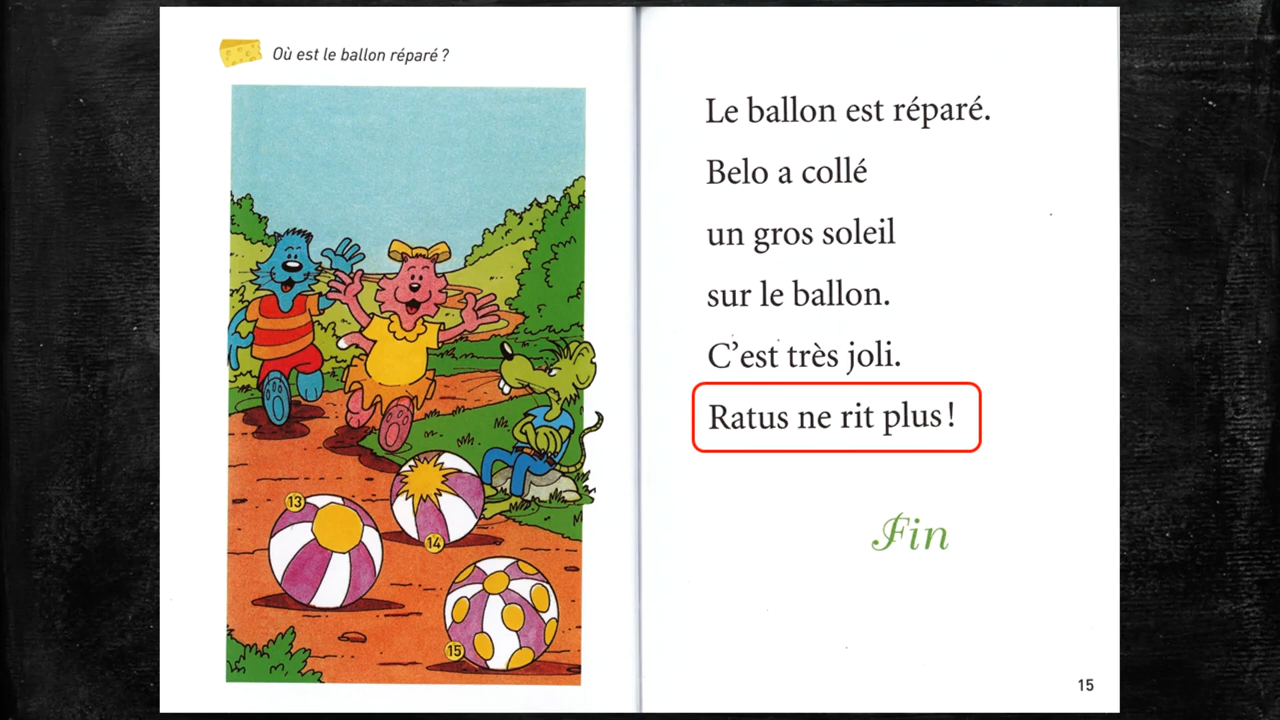 Où est le ballon réparé ?
13
14
15
Le ballon est réparé.
Belo a collé
un gros soleil
sur le ballon.
C’est très joli.
Ratus ne rit plus !
Fin
15